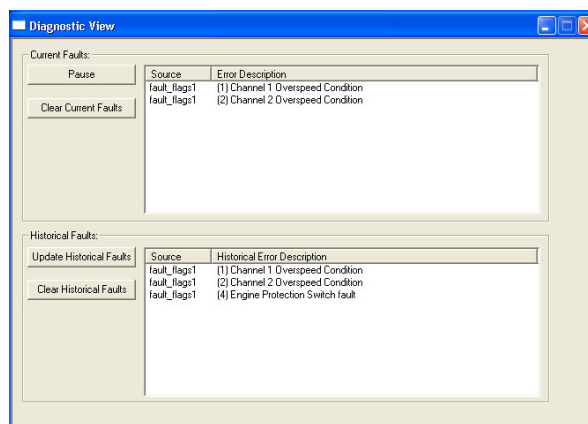 Diagnostic View
Current Faults:
Pause
Clear Current Faults
Source Error Description
fault_flags1 (1) Channel 1 Overspeed Condition
fault_flags1 (2) Channel 2 Overspeed Condition
Historical Faults:
Update Historical Faults
Clear Historical Faults
Source Historical Error Description
fault_flags1 (1) Channel 1 Overspeed Condition
fault_flags1 (2) Channel 2 Overspeed Condition
fault_flags1 (4) Engine Protection Switch fault